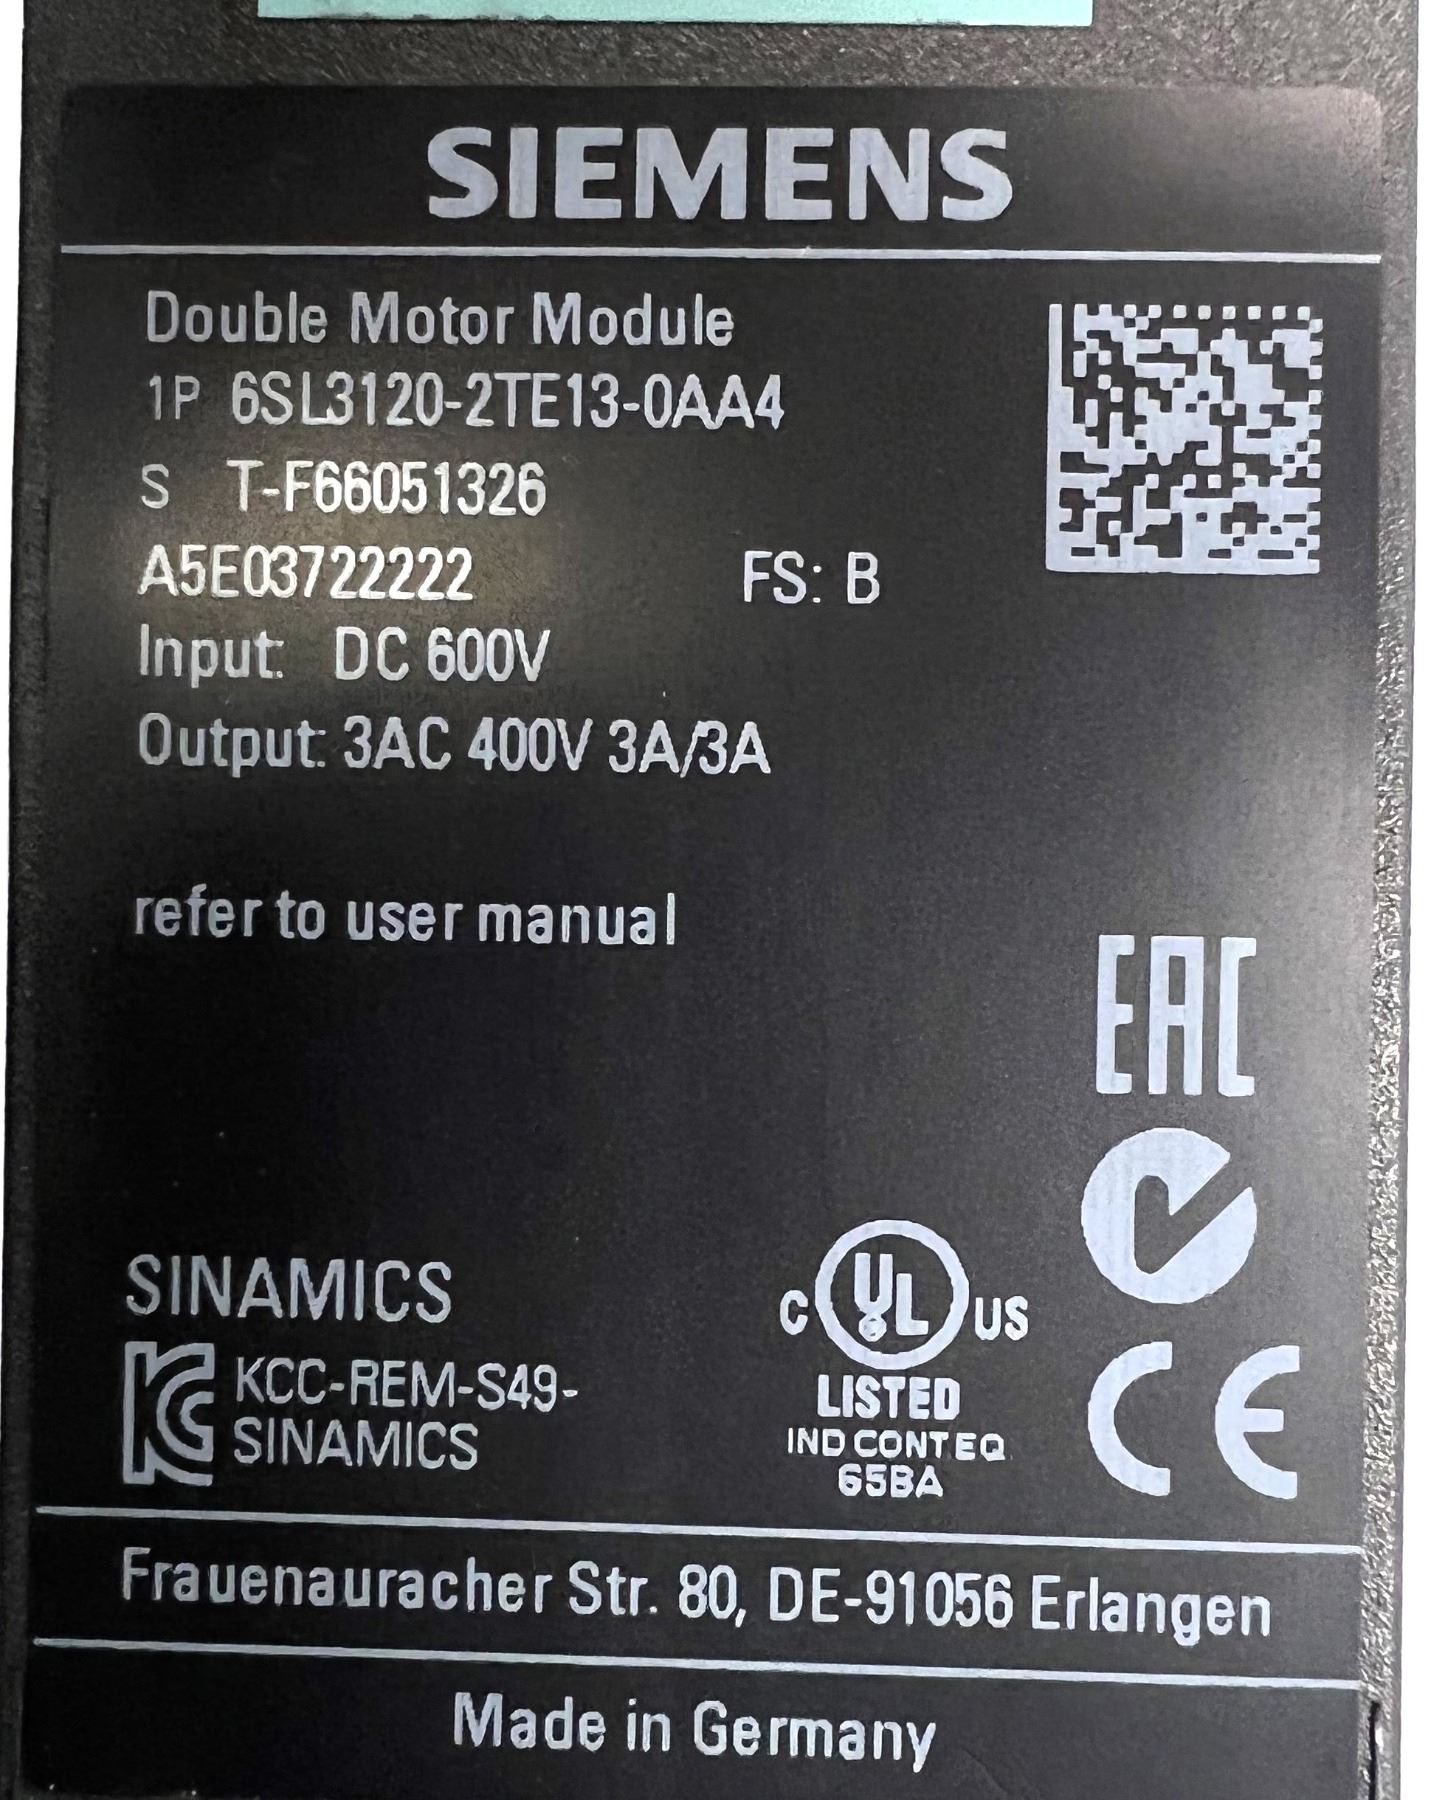 SIEMENS
Double Motor Module
1P 6SL3120-2TE13-0AA4
S T-F66051326
A5E03722222 FS: B
Input: DC 600V
Output: 3AC 400V 3A/3A
refer to user manual
EAC
SINAMICS
KCC-REM-S49-
SINAMICS
C UL US
LISTED
IND CONT EQ
65BA
CE
Frauenauracher Str. 80, DE-91056 Erlangen
Made in Germany